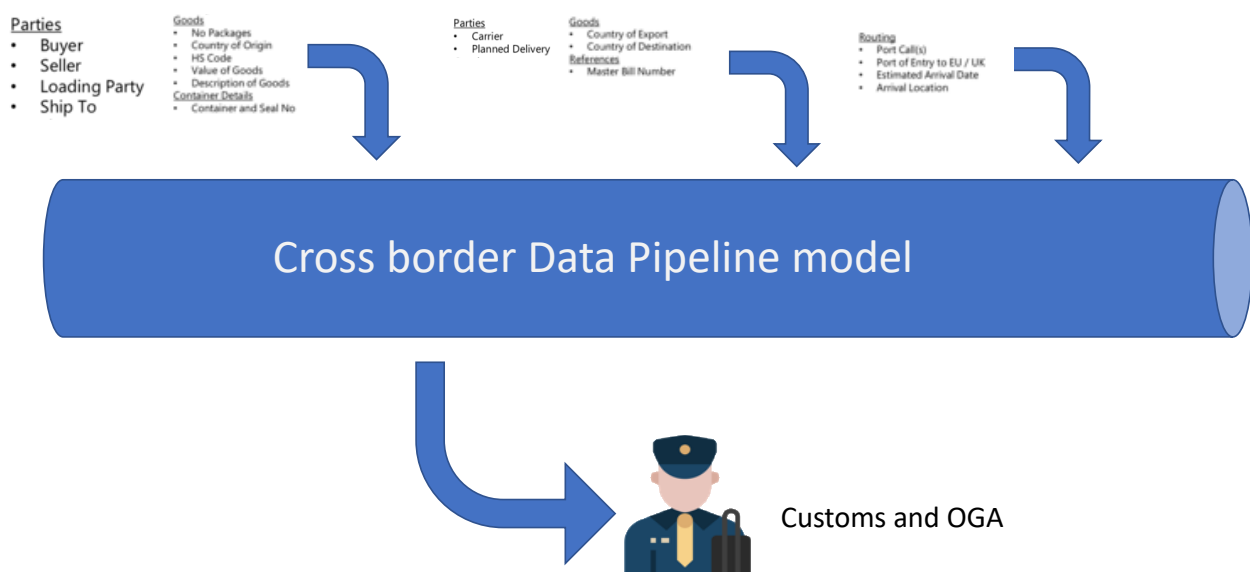 Parties
• Buyer
• Seller
• Loading Party
• Ship To
Goods
• No Packages
• Country of Origin
• HS Code
• Value of Goods
• Description of Goods
Container Details
• Container and Seal No
Parties
• Carrier
• Planned Delivery
Goods
• Country of Export
• Country of Destination
References
• Master Bill Number
Routing
• Port Call(s)
• Port of Entry to EU / UK
• Estimated Arrival Date
• Arrival Location
Cross border Data Pipeline model
Customs and OGA